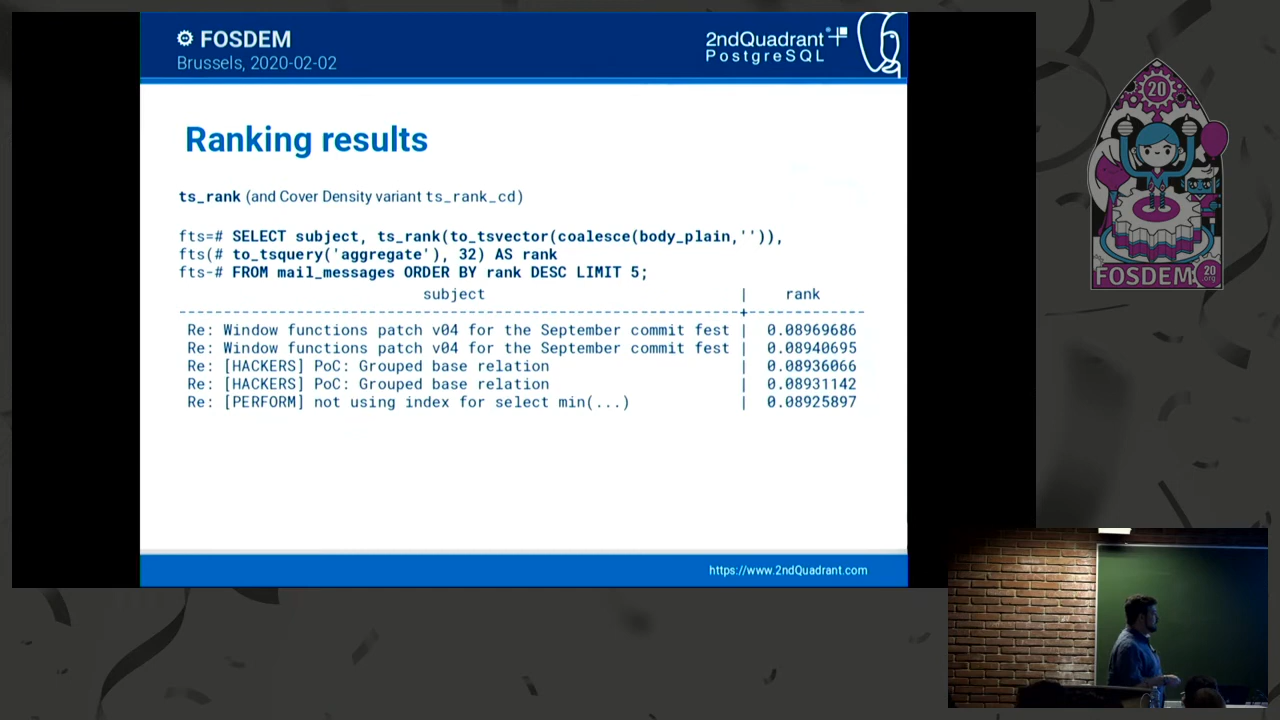 FOSDEM
Brussels, 2020-02-02
2ndQuadrant
PostgreSQL
Ranking results
ts_rank (and Cover Density variant ts_rank_cd)
fts=# SELECT subject, ts_rank(to_tsvector(coalesce(body_plain,'')),
fts(# to_tsquery('aggregate'), 32) AS rank
fts-# FROM mail_messages ORDER BY rank DESC LIMIT 5;
subject | rank
---------------------------------------------------------------+-------------
Re: Window functions patch v04 for the September commit fest | 0.08969686
Re: Window functions patch v04 for the September commit fest | 0.08940695
Re: [HACKERS] PoC: Grouped base relation | 0.08936066
Re: [HACKERS] PoC: Grouped base relation | 0.08931142
Re: [PERFORM] not using index for select min(...) | 0.08925897
https://www.2ndQuadrant.com
20
FOSDEM
20
.org